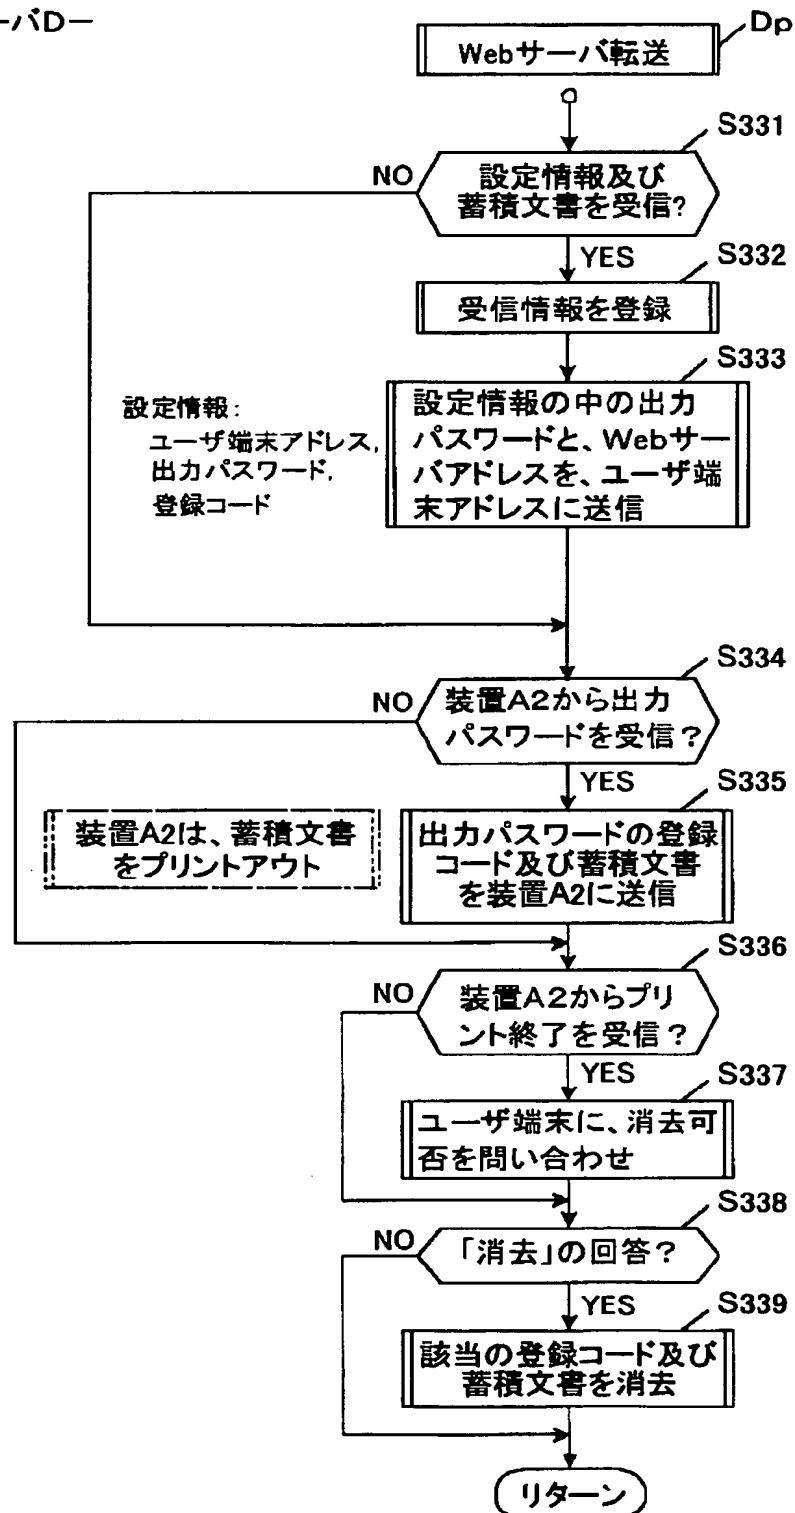 ーバDー
Dp
Webサーバ転送
S331
NO
設定情報及び
蓄積文書を受信?
YES
S332
受信情報を登録
S333
設定情報の中の出力
パスワードと、Webサー
バアドレスを、ユーザ端
末アドレスに送信
設定情報:
ユーザ端末アドレス,
出力パスワード,
登録コード
S334
NO
装置A2から出力
パスワードを受信?
YES
S335
装置A2は、蓄積文書
をプリントアウト
出力パスワードの登録
コード及び蓄積文書
を装置A2に送信
S336
NO
装置A2からプリ
ント終了を受信?
YES
S337
ユーザ端末に、消去可
否を問い合わせ
S338
NO
「消去」の回答?
YES
S339
該当の登録コード及び
蓄積文書を消去
リターン